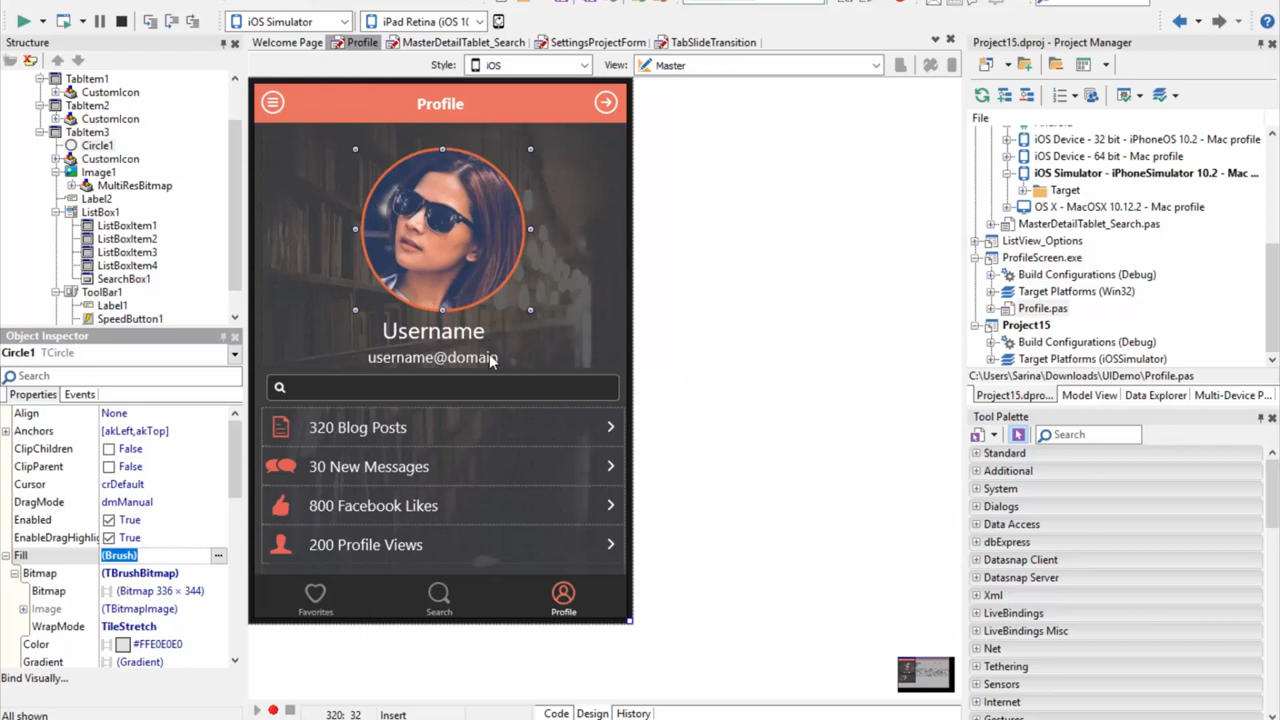 iOS Simulator
iPad Retina (iOS 10
Structure
Welcome Page
Profile
MasterDetailTablet_Search
SettingsProjectForm
TabSlideTransition
Project15.dproj - Project Manager
Style:
iOS
View:
Master
TabItem1
CustomIcon
TabItem2
CustomIcon
TabItem3
Circle1
CustomIcon
Image1
MultiResBitmap
Label2
ListBox1
ListBoxItem1
ListBoxItem2
ListBoxItem3
ListBoxItem4
SearchBox1
ToolBar1
Label1
SpeedButton1
Object Inspector
Circle1 TCircle
Search
Properties
Events
Align None
Anchors [akLeft,akTop]
ClipChildren False
ClipParent False
Cursor crDefault
DragMode dmManual
Enabled True
EnableDragHighlig True
Fill (Brush)
Bitmap (TBrushBitmap)
Bitmap (Bitmap 336 × 344)
Image (TBitmapImage)
WrapMode TileStretch
Color #FFE0E0E0
Gradient (Gradient)
Bind Visually...
All shown
Profile
Username
username@domain
320 Blog Posts
30 New Messages
800 Facebook Likes
200 Profile Views
Favorites
Search
Profile
320: 32
Insert
Code
Design
History
File
iOS Device - 32 bit - iPhoneOS 10.2 - Mac profile
iOS Device - 64 bit - Mac profile
iOS Simulator - iPhoneSimulator 10.2 - Mac ...
Target
OS X - MacOSX 10.12.2 - Mac profile
MasterDetailTablet_Search.pas
ListView_Options
ProfileScreen.exe
Build Configurations (Debug)
Target Platforms (Win32)
Profile.pas
Project15
Build Configurations (Debug)
Target Platforms (iOSSimulator)
C:\Users\Sarina\Downloads\UIDemo\Profile.pas
Project15.dpro...
Model View
Data Explorer
Multi-Device P...
Tool Palette
Search
Standard
Additional
System
Dialogs
Data Access
dbExpress
Datasnap Client
Datasnap Server
Xml
LiveBindings
LiveBindings Misc
Net
Tethering
Sensors
Internet